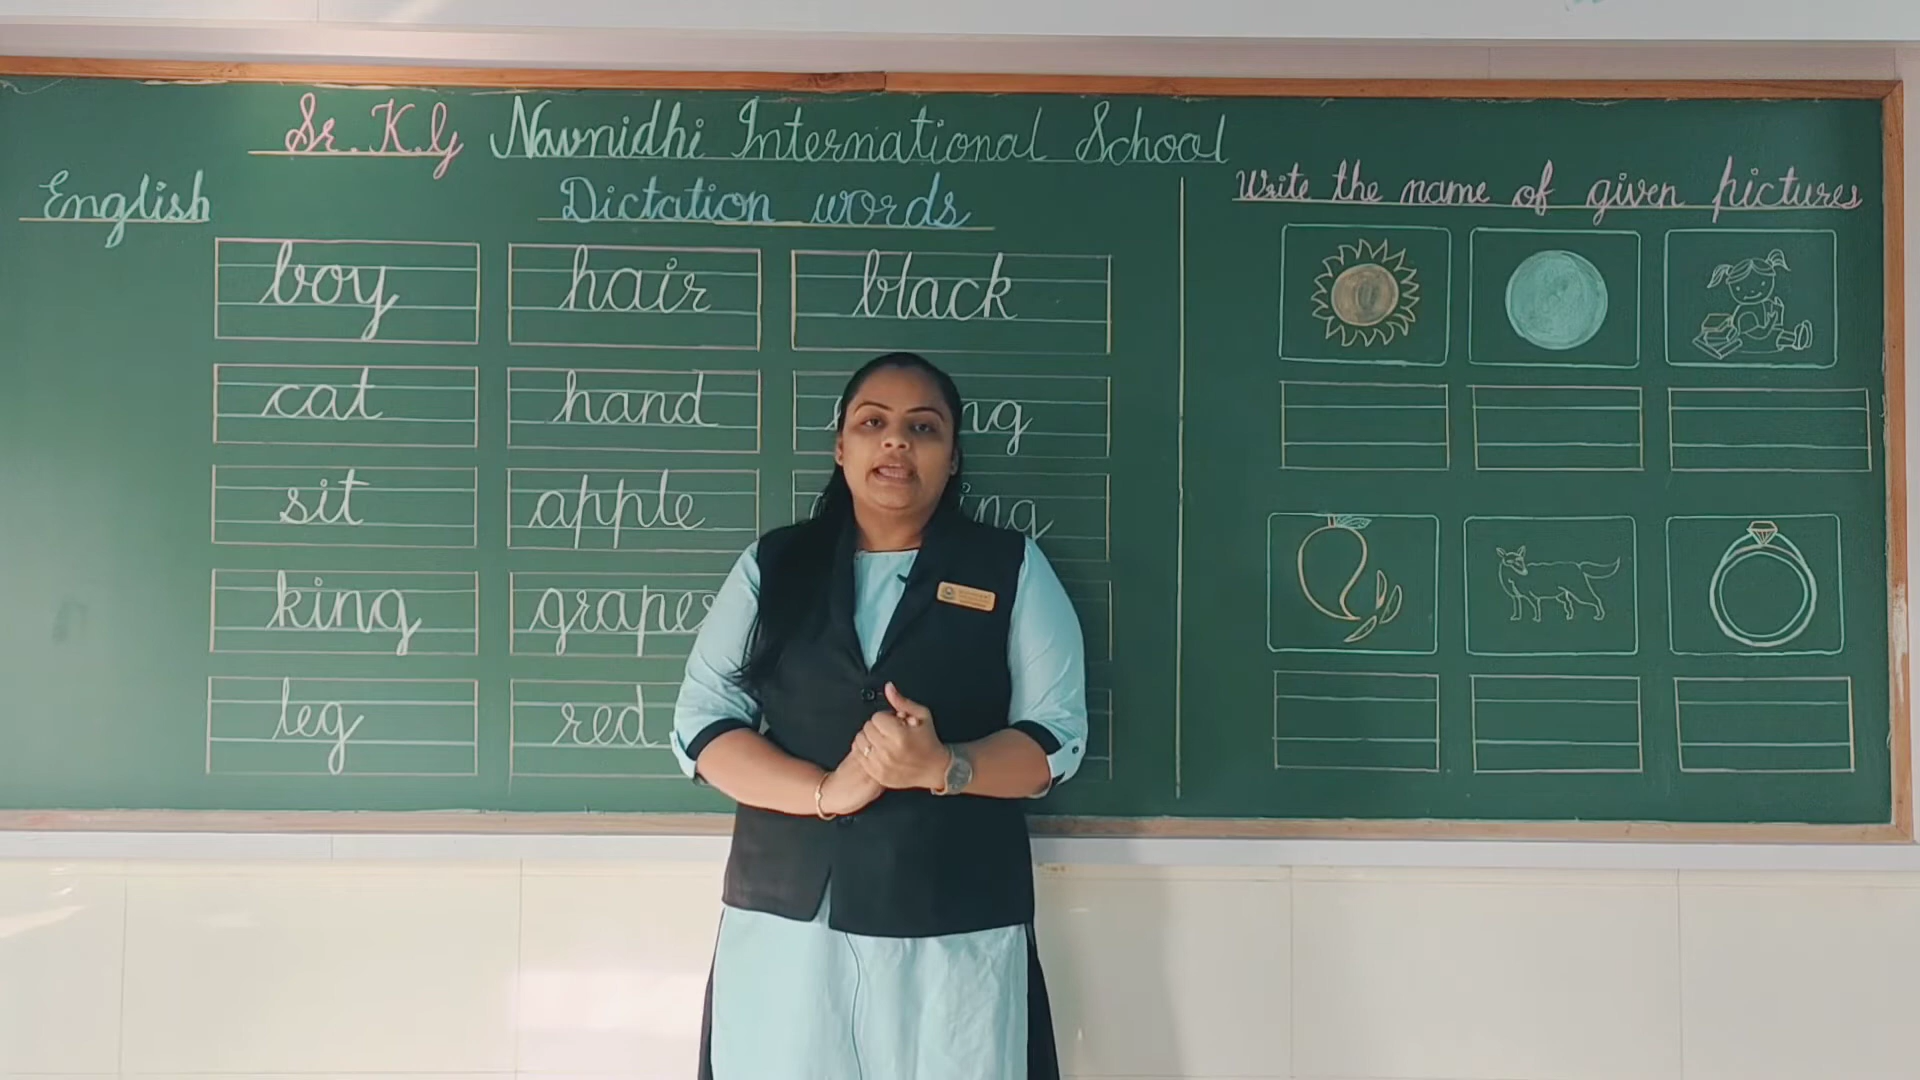 Sr. K.G Navnidhi International School
English Dictation words
Write the name of given pictures
boy hair black
cat hand
sit apple
king grapes
leg red